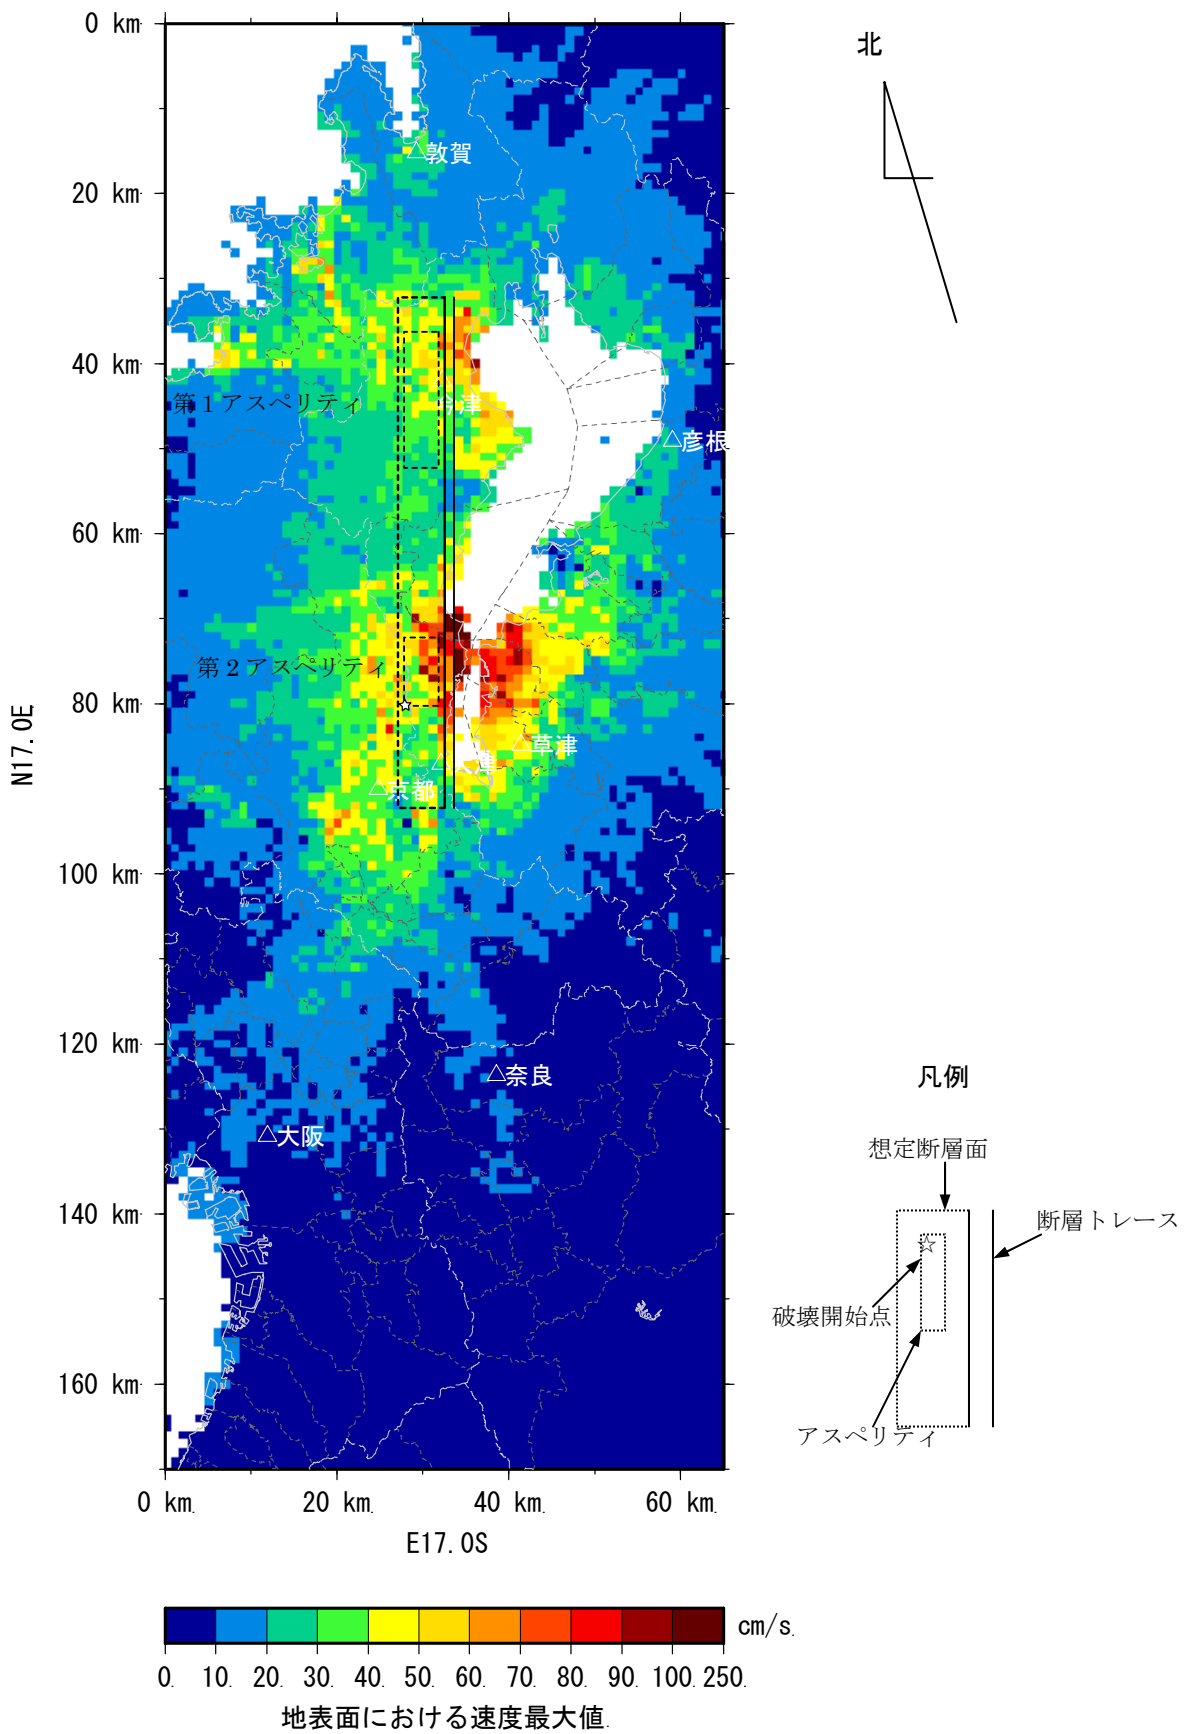 0 km
北
敦賀
20 km
40 km
第1アスペリティ
今津
彦根
60 km
第2アスペリティ
80 km
N17.0E
草津
京都
100 km
120 km
奈良
凡例
大阪
想定断層面
140 km
断層トレース
破壊開始点
160 km
アスペリティ
0 km. 20 km. 40 km. 60 km.
E17.0S
cm/s.
0. 10. 20. 30. 40. 50. 60. 70. 80. 90. 100. 250.
地表面における速度最大値.